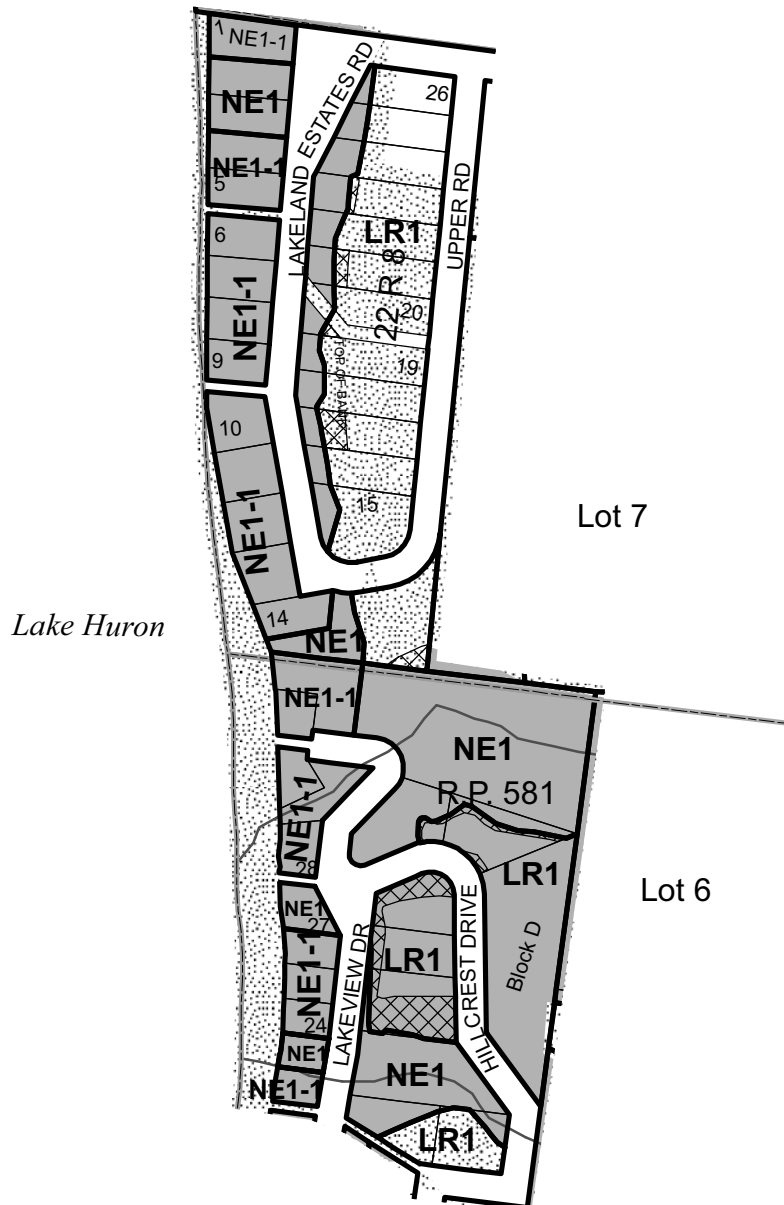 1
NE1-1
NE1
NE1-1
5
6
NE1-1
9
10
NE1-1
14
NE1
LAKELAND ESTATES RD
26
LR1
22 R 8
20
19
TOP OF BANK
15
UPPER RD
Lot 7
Lake Huron
NE1-1
NE1
R.P. 581
NE1-1
28
LR1
Lot 6
NE1
27
NE1-1
24
LAKEVIEW DR
LR1
HILLCREST DRIVE
Block D
NE1
NE1
NE1-1
LR1